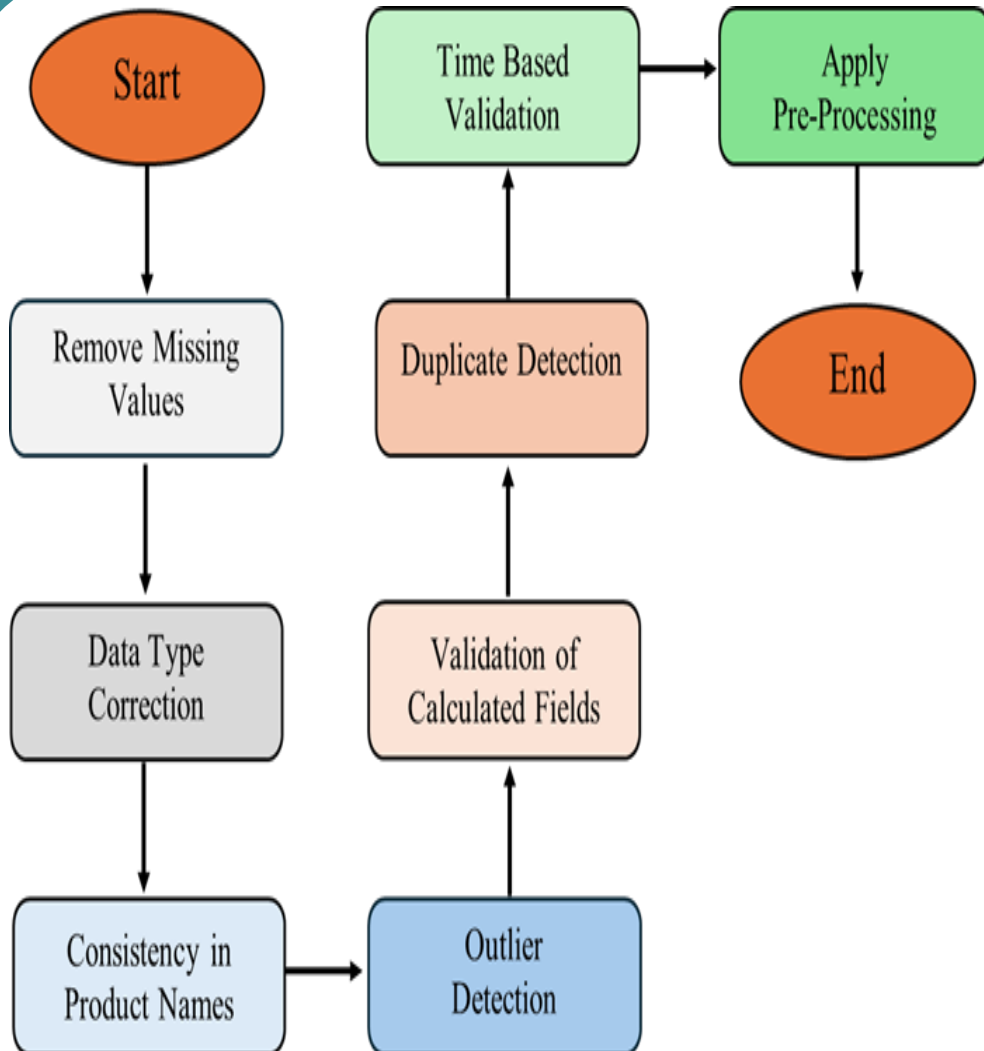 Start
Remove Missing
Values
Data Type
Correction
Consistency in
Product Names
Outlier
Detection
Validation of
Calculated Fields
Duplicate Detection
Time Based
Validation
Apply
Pre-Processing
End